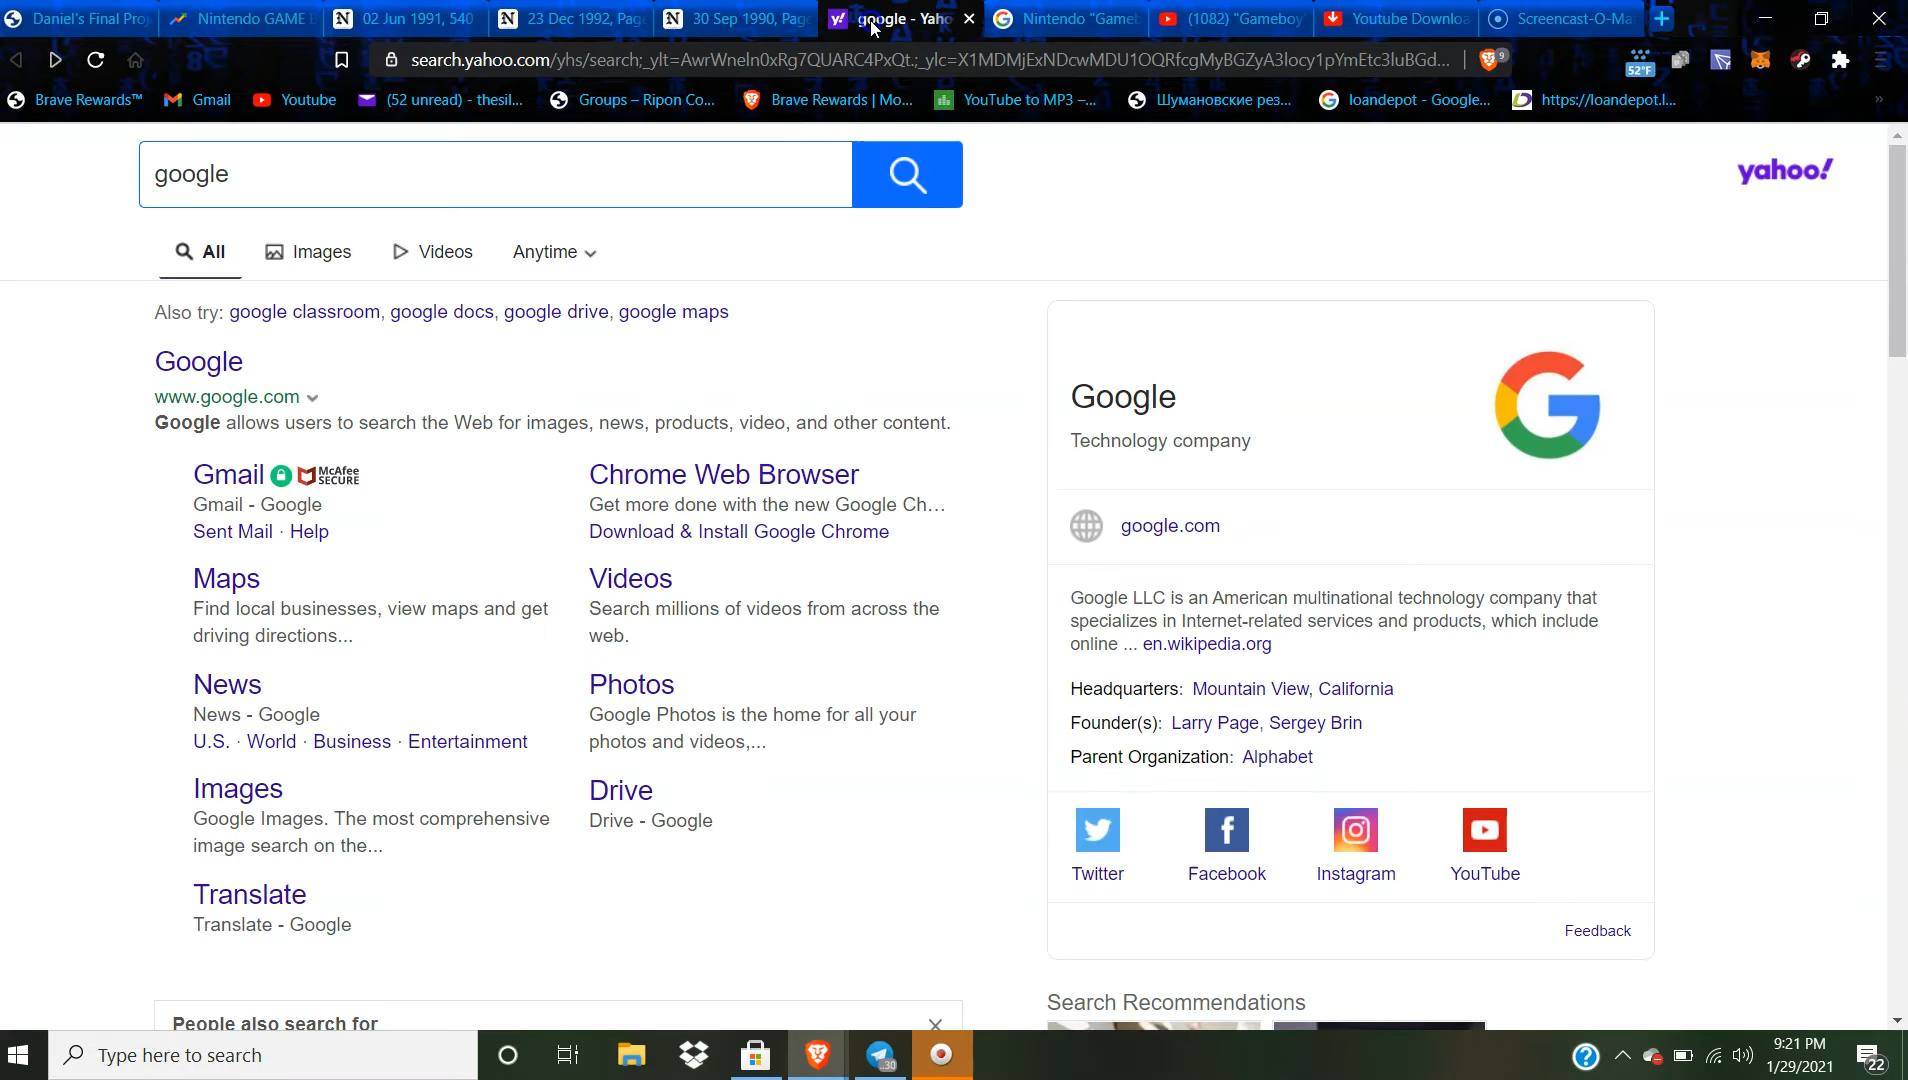 Daniel's Final Proj
Nintendo GAME B
02 Jun 1991, 540
23 Dec 1992, Pag
30 Sep 1990, Pag
google - Yaho
Nintendo "Gameb
(1082) "Gameboy
Youtube Downloa
Screencast-O-Ma
search.yahoo.com/yhs/search;_ylt=AwrWneln0xRg7QUARC4PxQt.;_ylc=X1MDMjExNDcwMDU1OQRfcgMyBGZyA3locy1pYmEtc3luBGd...
9
52°F
Brave Rewards™
Gmail
Youtube
(52 unread) - thesil...
Groups – Ripon Co...
Brave Rewards | Mo...
YouTube to MP3 –...
Шумановские рез...
loandepot - Google...
https://loandepot.l...
google
yahoo!
All
Images
Videos
Anytime
Also try: google classroom, google docs, google drive, google maps
Google
www.google.com
Google allows users to search the Web for images, news, products, video, and other content.
Gmail McAfee SECURE
Gmail - Google
Sent Mail · Help
Chrome Web Browser
Get more done with the new Google Ch...
Download & Install Google Chrome
Maps
Find local businesses, view maps and get
driving directions...
Videos
Search millions of videos from across the
web.
News
News - Google
U.S. · World · Business · Entertainment
Photos
Google Photos is the home for all your
photos and videos,...
Images
Google Images. The most comprehensive
image search on the...
Drive
Drive - Google
Translate
Translate - Google
People also search for
Google
Technology company
google.com
Google LLC is an American multinational technology company that
specializes in Internet-related services and products, which include
online ... en.wikipedia.org
Headquarters: Mountain View, California
Founder(s): Larry Page, Sergey Brin
Parent Organization: Alphabet
Twitter
Facebook
Instagram
YouTube
Feedback
Search Recommendations
Type here to search
30
9:21 PM
1/29/2021
22